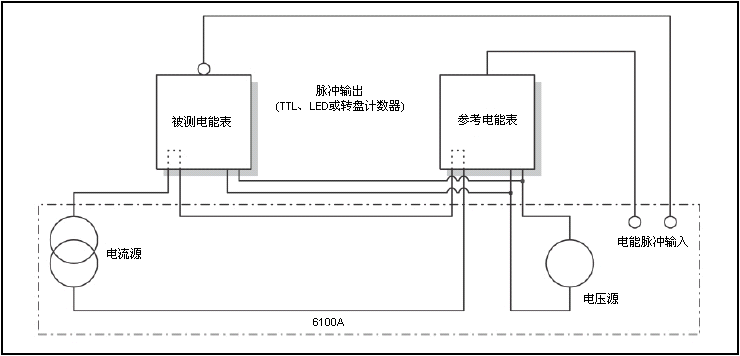 脉冲输出
(TTL、LED或转盘计数器)
被测电能表
参考电能表
电流源
电能脉冲输入
电压源
6100A